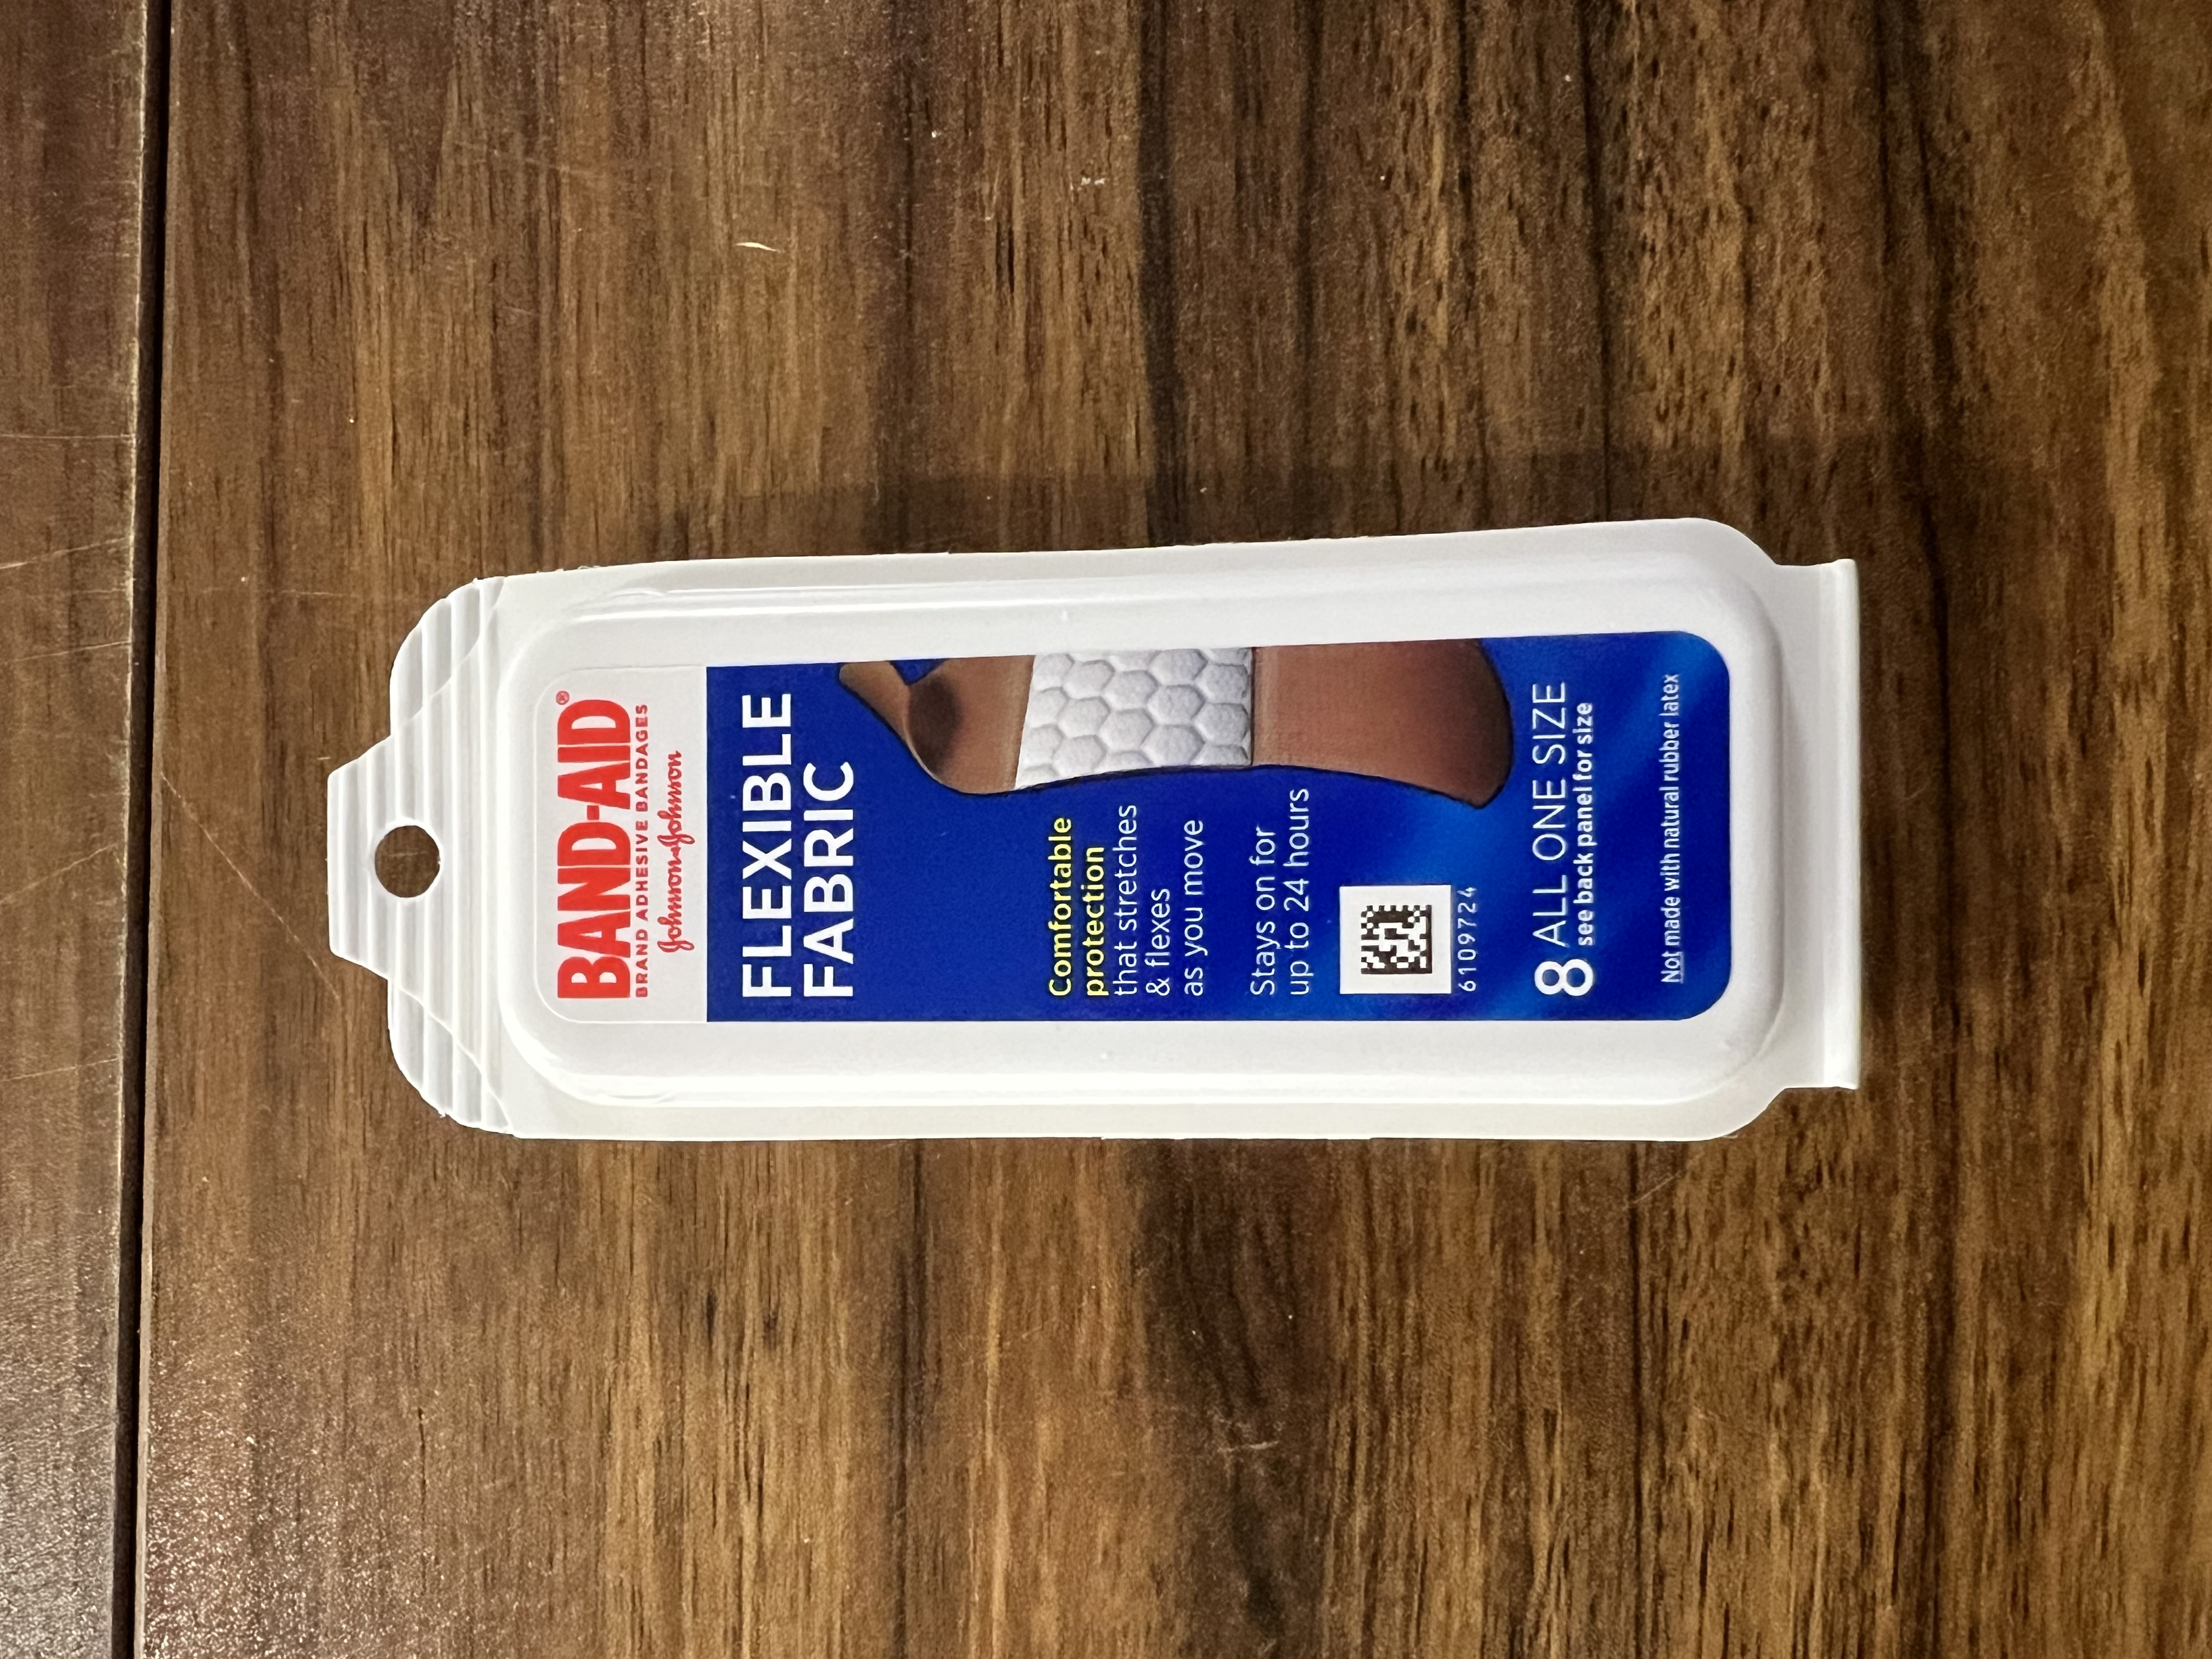 BAND-AID®
BRAND ADHESIVE BANDAGES
Johnson & Johnson
FLEXIBLE
FABRIC
Comfortable
protection
that stretches
& flexes
as you move
Stays on for
up to 24 hours
6109724
8 ALL ONE SIZE
see back panel for size
Not made with natural rubber latex